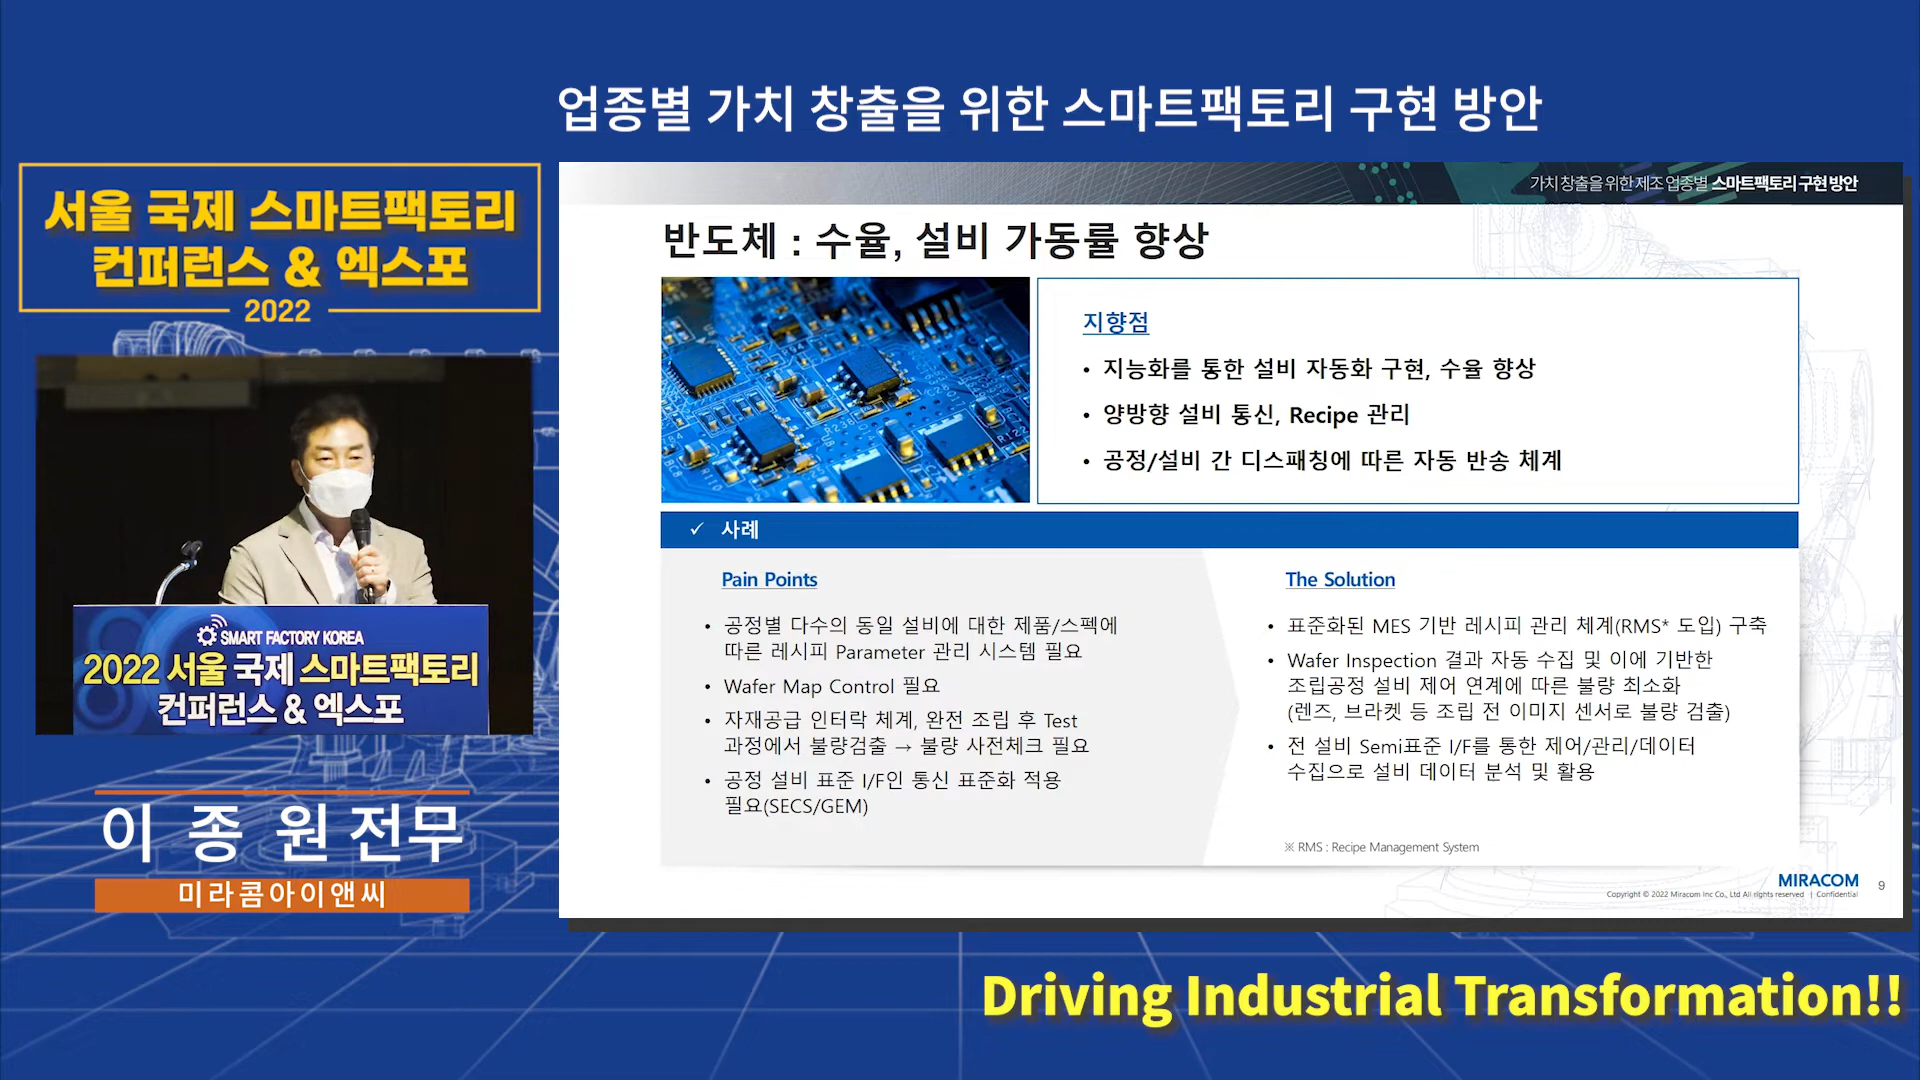 업종별 가치 창출을 위한 스마트팩토리 구현 방안
서울 국제 스마트팩토리
컨퍼런스 & 엑스포
2022
SMART FACTORY KOREA
2022 서울 국제 스마트팩토리
컨퍼런스 & 엑스포
이 종 원 전무
미라콤아이앤씨
가치 창출을 위한 제조 업종별 스마트팩토리 구현 방안
반도체 : 수율, 설비 가동률 향상
지향점
• 지능화를 통한 설비 자동화 구현, 수율 향상
• 양방향 설비 통신, Recipe 관리
• 공정/설비 간 디스패칭에 따른 자동 반송 체계
✓ 사례
Pain Points
• 공정별 다수의 동일 설비에 대한 제품/스펙에
따른 레시피 Parameter 관리 시스템 필요
• Wafer Map Control 필요
• 자재공급 인터락 체계, 완전 조립 후 Test
과정에서 불량검출 → 불량 사전체크 필요
• 공정 설비 표준 I/F인 통신 표준화 적용
필요(SECS/GEM)
The Solution
• 표준화된 MES 기반 레시피 관리 체계(RMS* 도입) 구축
• Wafer Inspection 결과 자동 수집 및 이에 기반한
조립공정 설비 제어 연계에 따른 불량 최소화
(렌즈, 브라켓 등 조립 전 이미지 센서로 불량 검출)
• 전 설비 Semi표준 I/F를 통한 제어/관리/데이터
수집으로 설비 데이터 분석 및 활용
※ RMS : Recipe Management System
MIRACOM
Copyright © 2022 Miracom Inc Co., Ltd All rights reserved | Confidential
9
Driving Industrial Transformation!!